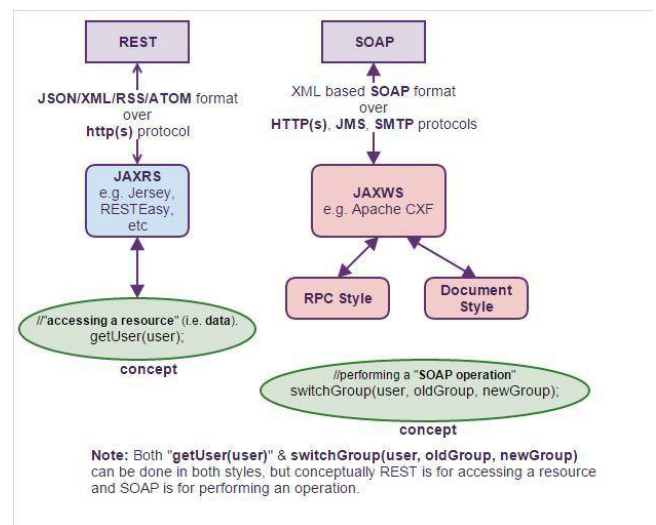 REST
JSON/XML/RSS/ATOM format
over
http(s) protocol
JAXRS
e.g. Jersey,
RESTEasy,
etc
//"accessing a resource" (i.e. data).
getUser(user);
concept
SOAP
XML based SOAP format
over
HTTP(s), JMS, SMTP protocols
JAXWS
e.g. Apache CXF
RPC Style
Document
Style
//performing a "SOAP operation"
switchGroup(user, oldGroup, newGroup);
concept
Note: Both "getUser(user)" & switchGroup(user, oldGroup, newGroup)
can be done in both styles, but conceptually REST is for accessing a resource
and SOAP is for performing an operation.